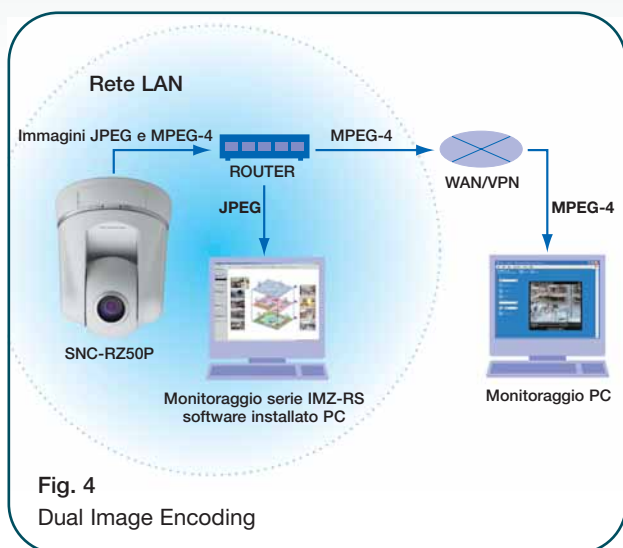 Rete LAN
Immagini JPEG e MPEG-4
MPEG-4
ROUTER
WAN/VPN
JPEG
MPEG-4
SNC-RZ50P
Monitoraggio serie IMZ-RS
software installato PC
Monitoraggio PC
Fig. 4
Dual Image Encoding